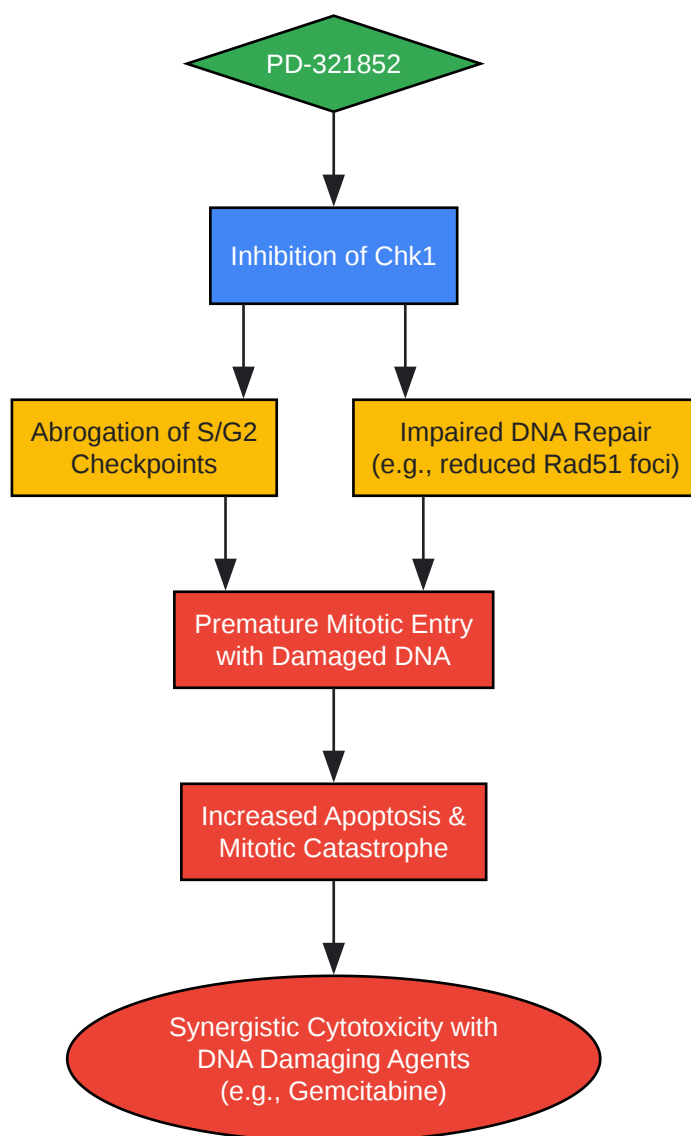 PD-321852
Inhibition of Chk1
Abrogation of S/G2
Checkpoints
Impaired DNA Repair
(e.g., reduced Rad51 foci)
Premature Mitotic Entry
with Damaged DNA
Increased Apoptosis &
Mitotic Catastrophe
Synergistic Cytotoxicity with
DNA Damaging Agents
(e.g., Gemcitabine)